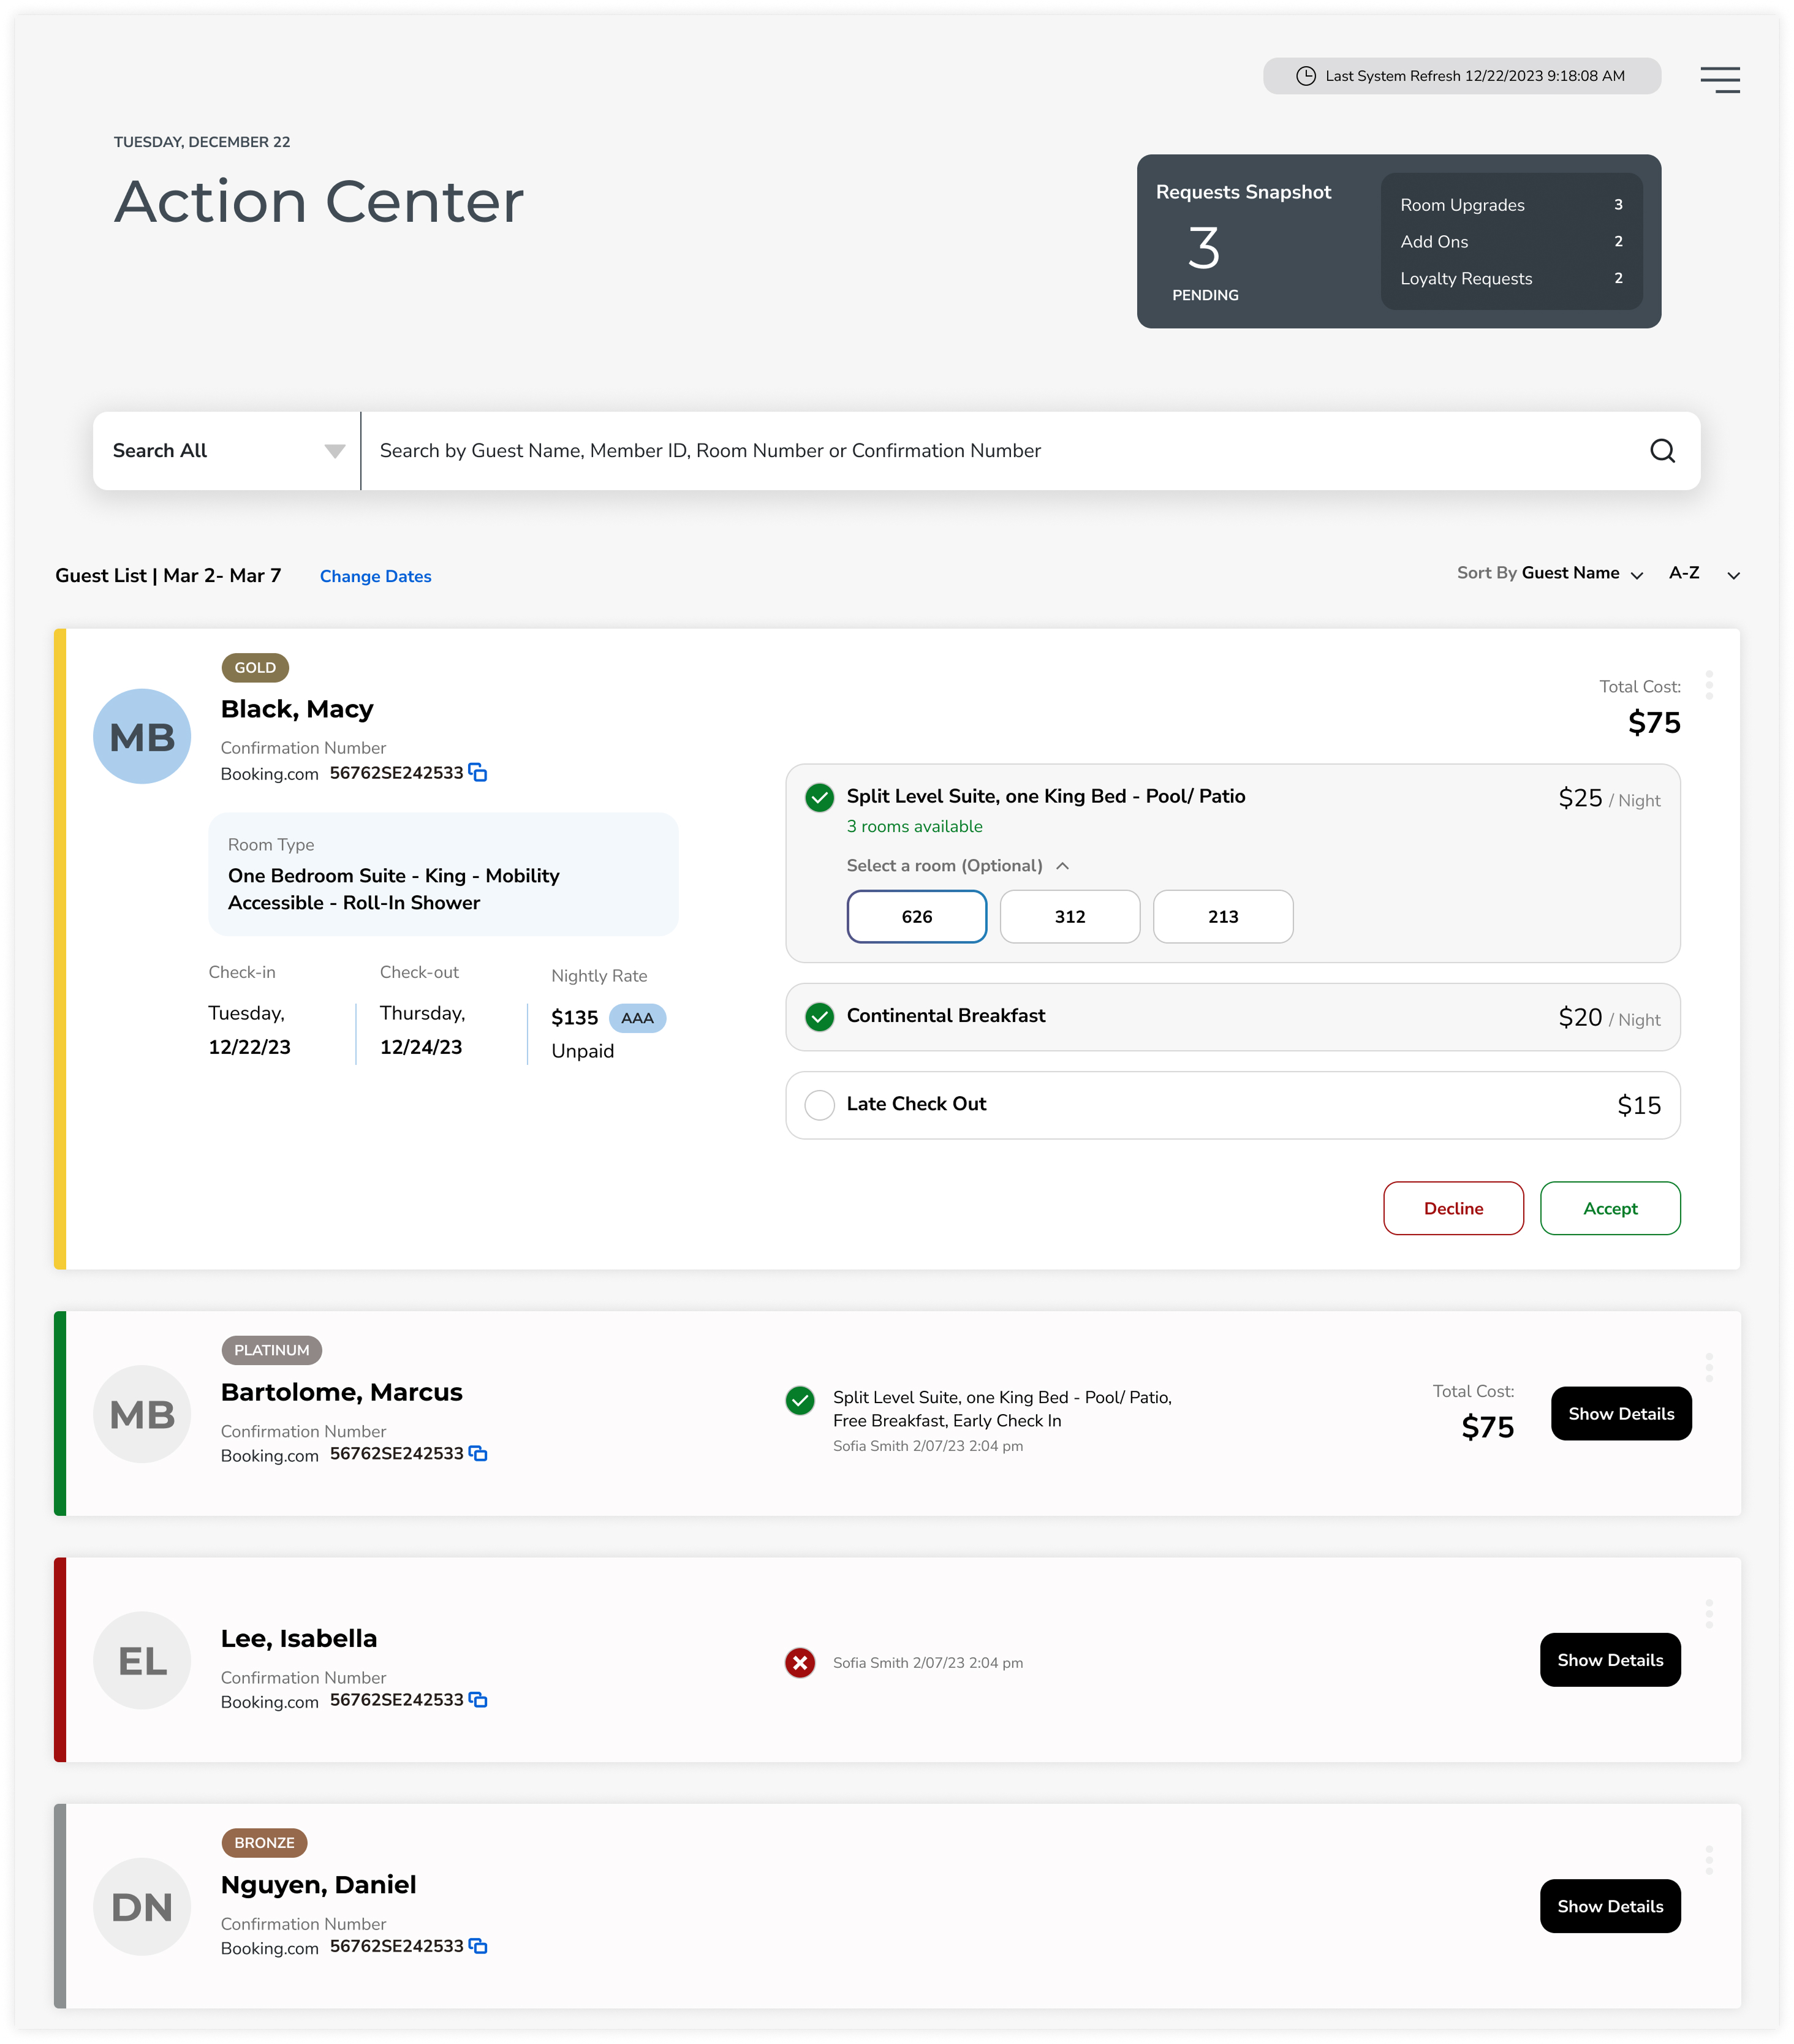 Last System Refresh 12/22/2023 9:18:08 AM
TUESDAY, DECEMBER 22
Action Center
Requests Snapshot
3
PENDING
Room Upgrades 3
Add Ons 2
Loyalty Requests 2
Search All
Search by Guest Name, Member ID, Room Number or Confirmation Number
Guest List | Mar 2- Mar 7
Change Dates
Sort By Guest Name
A-Z
GOLD
MB
Black, Macy
Confirmation Number
Booking.com 56762SE242533
Total Cost:
$75
Room Type
One Bedroom Suite - King - Mobility
Accessible - Roll-In Shower
Check-in
Tuesday,
12/22/23
Check-out
Thursday,
12/24/23
Nightly Rate
$135 AAA
Unpaid
Split Level Suite, one King Bed - Pool/ Patio
$25 / Night
3 rooms available
Select a room (Optional)
626
312
213
Continental Breakfast
$20 / Night
Late Check Out
$15
Decline
Accept
PLATINUM
MB
Bartolome, Marcus
Confirmation Number
Booking.com 56762SE242533
Split Level Suite, one King Bed - Pool/ Patio,
Free Breakfast, Early Check In
Sofia Smith 2/07/23 2:04 pm
Total Cost:
$75
Show Details
EL
Lee, Isabella
Confirmation Number
Booking.com 56762SE242533
Sofia Smith 2/07/23 2:04 pm
Show Details
BRONZE
DN
Nguyen, Daniel
Confirmation Number
Booking.com 56762SE242533
Show Details